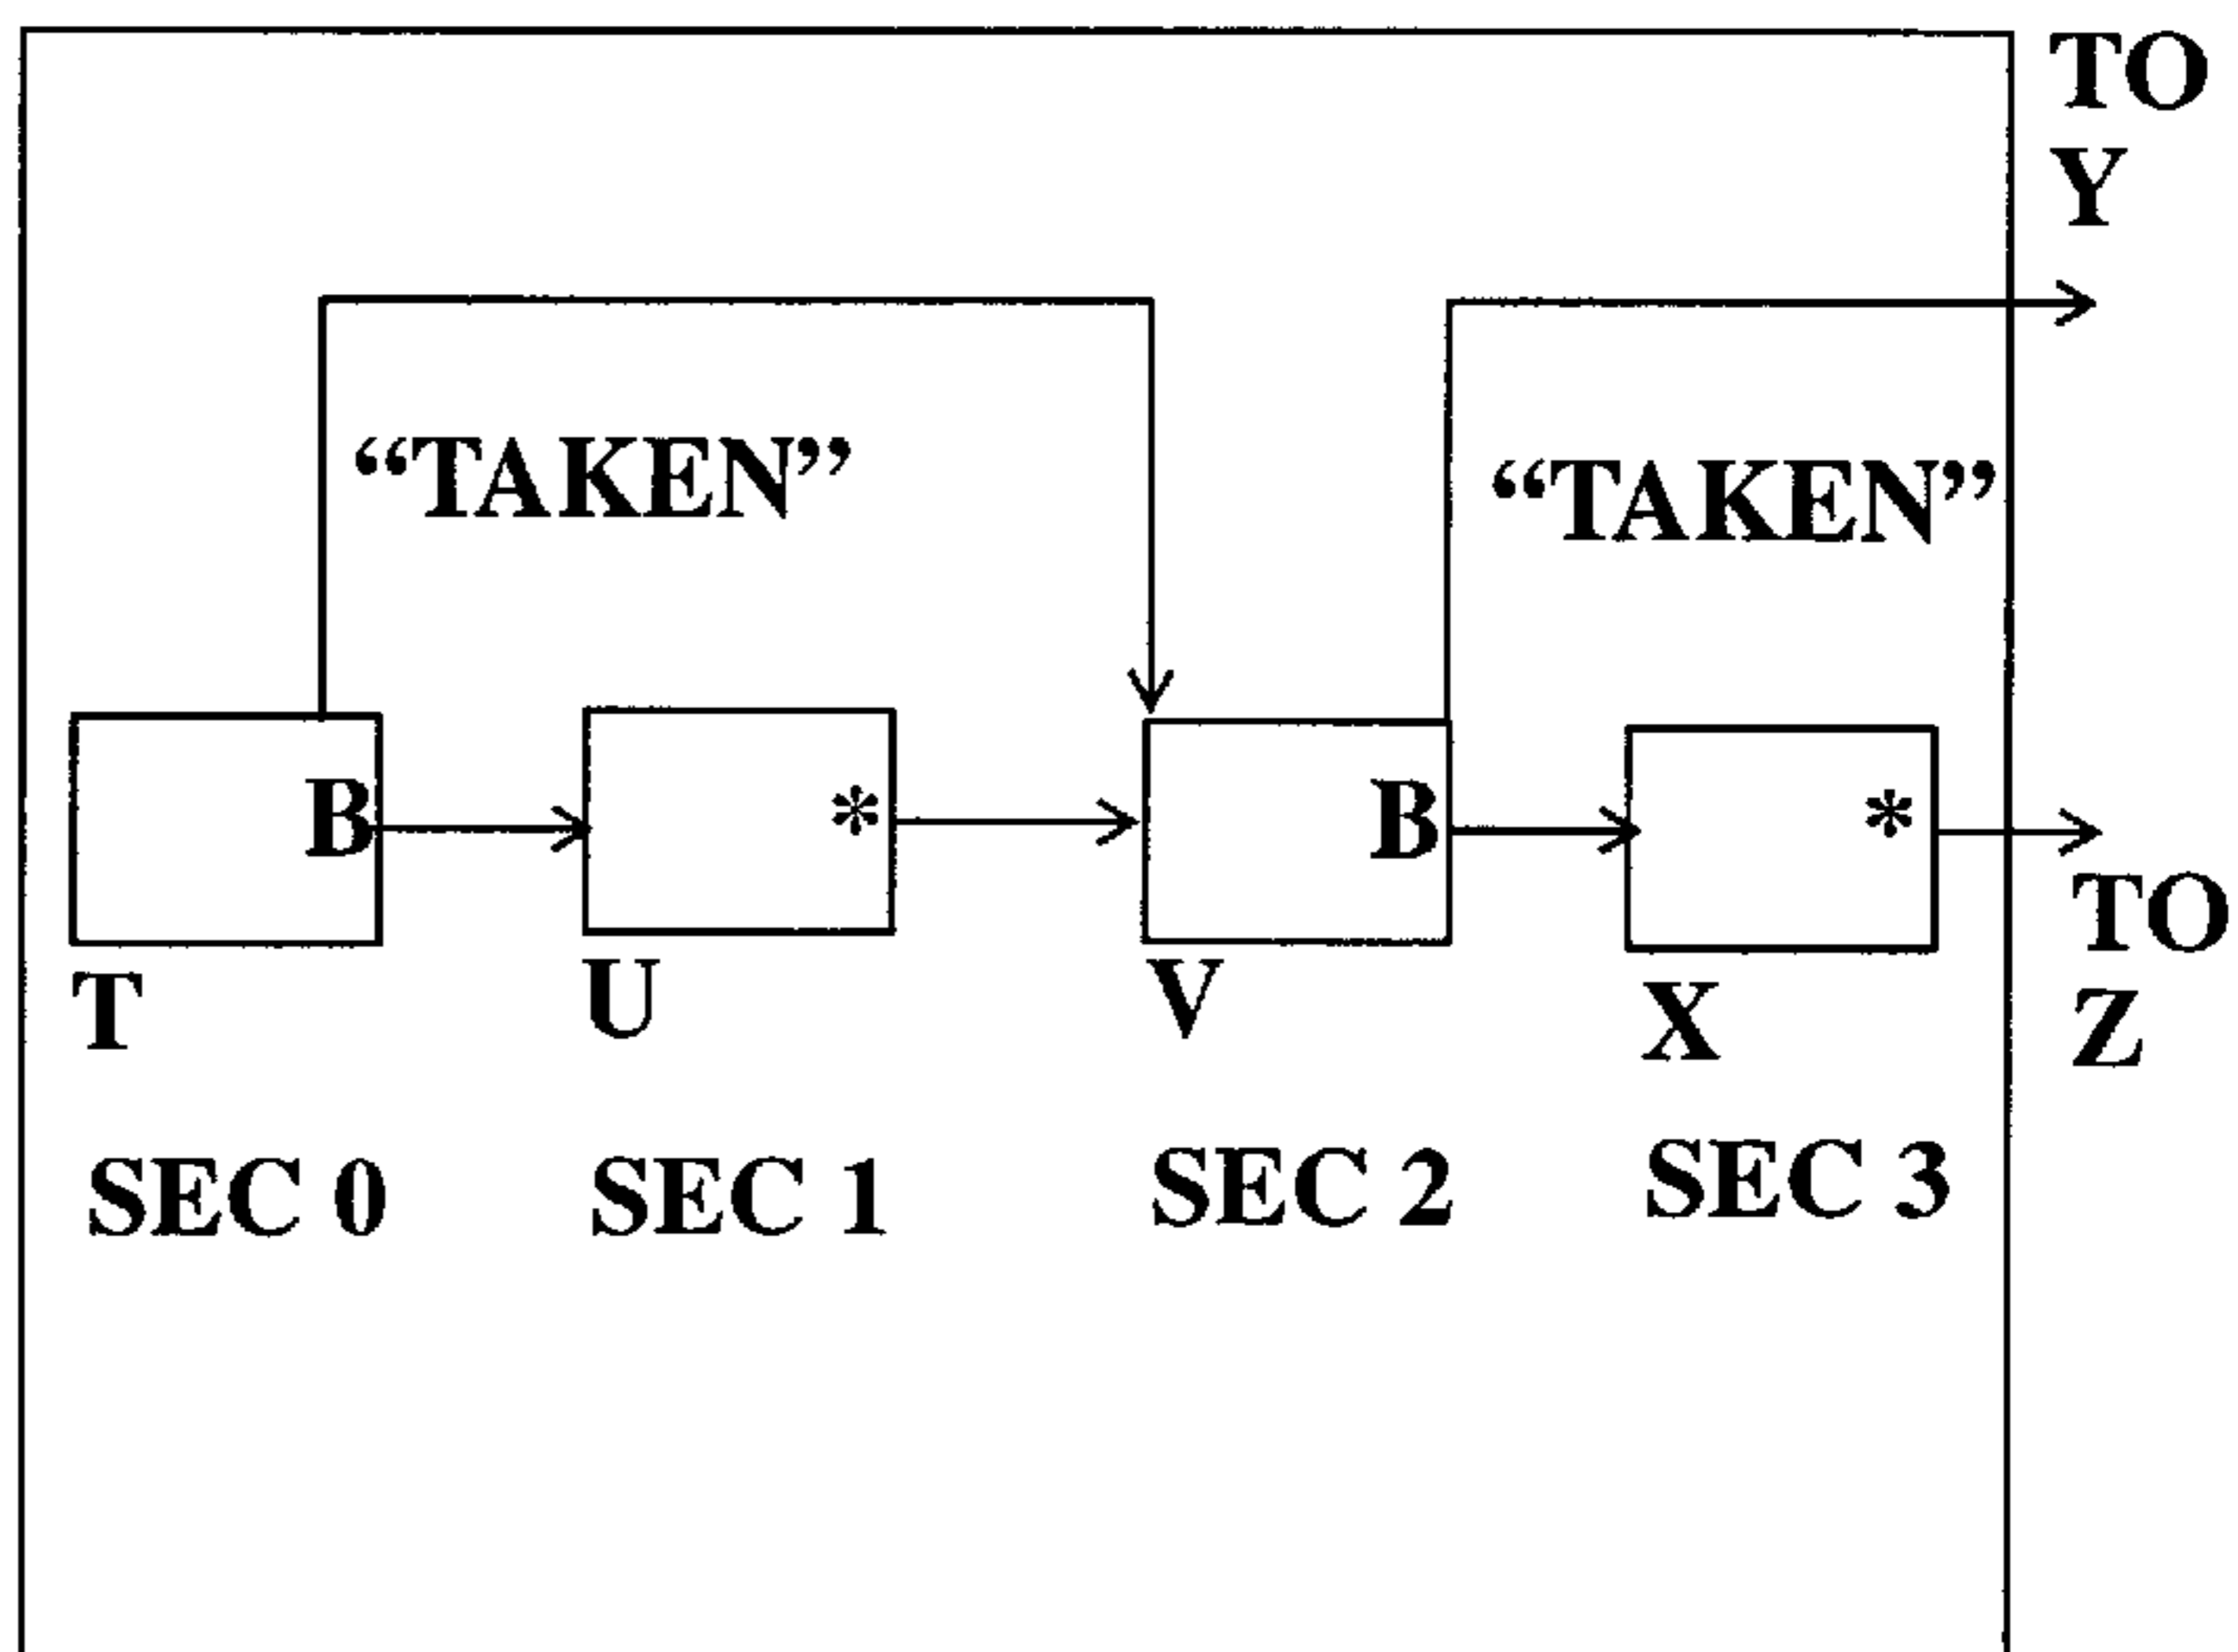 TO
Y
“TAKEN”
“TAKEN”
B
*
B
*
TO
Z
T
U
V
X
SEC 0
SEC 1
SEC 2
SEC 3